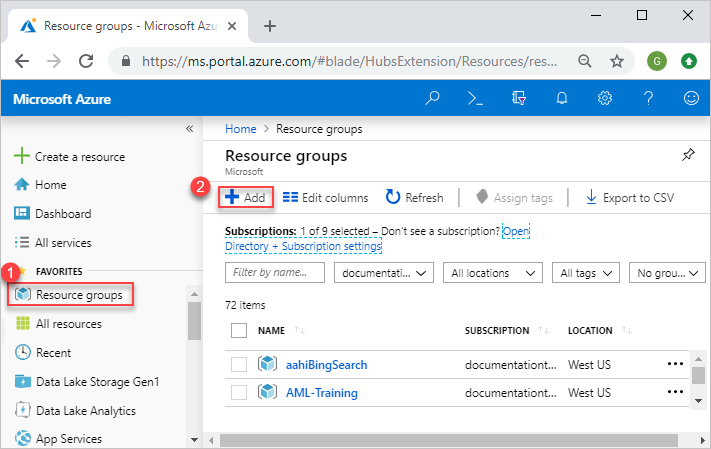 Resource groups - Microsoft Azu
https://ms.portal.azure.com/#blade/HubsExtension/Resources/res...
G
Microsoft Azure
Create a resource
Home
Dashboard
All services
FAVORITES
1
Resource groups
All resources
Recent
Data Lake Storage Gen1
Data Lake Analytics
App Services
Home > Resource groups
Resource groups
Microsoft
2
Add Edit columns Refresh Assign tags Export to CSV
Subscriptions: 1 of 9 selected – Don't see a subscription? Open
Directory + Subscription settings
Filter by name... documentati... All locations All tags No grou...
72 items
NAME SUBSCRIPTION LOCATION
aahiBingSearch documentationt... West US
AML-Training documentationt... West US